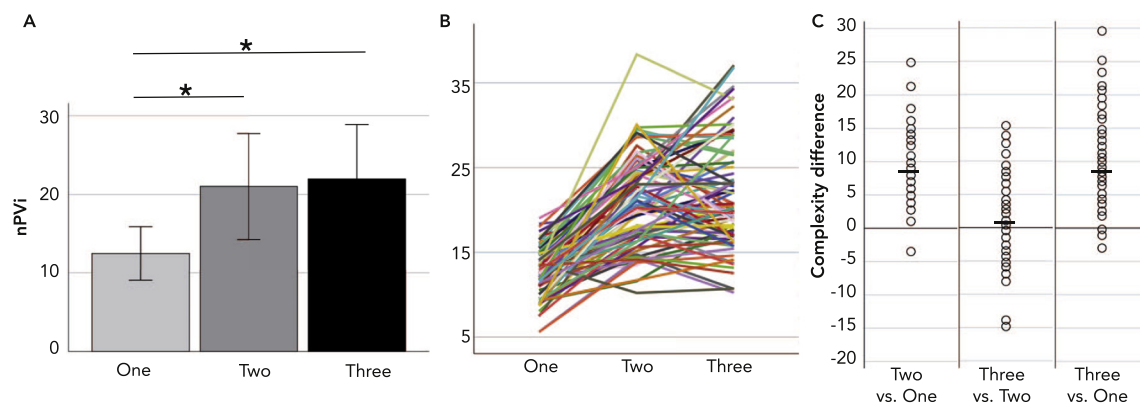 A
*
*
30
20
10
0
nPVi
One
Two
Three
B
35
25
15
5
One
Two
Three
C
30
25
20
15
10
5
0
-5
-10
-15
-20
Complexity difference
Two
vs. One
Three
vs. Two
Three
vs. One